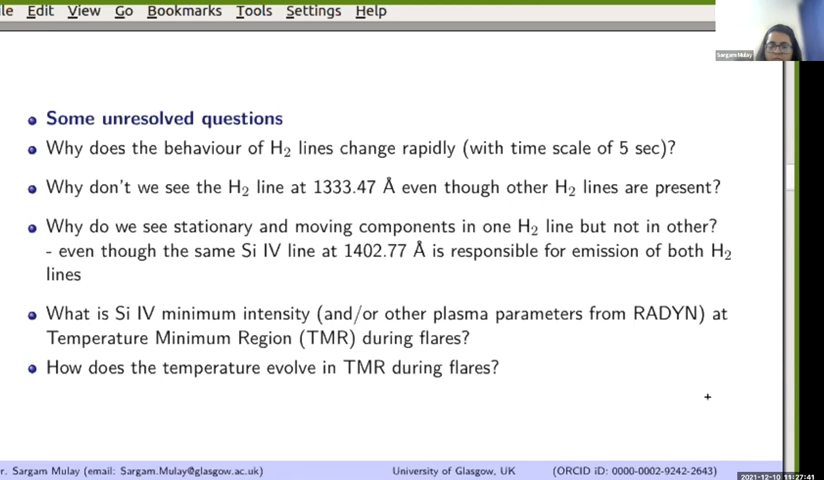 le Edit View Go Bookmarks Tools Settings Help
Sargam Mulay
Some unresolved questions
Why does the behaviour of H₂ lines change rapidly (with time scale of 5 sec)?
Why don't we see the H₂ line at 1333.47 Å even though other H₂ lines are present?
Why do we see stationary and moving components in one H₂ line but not in other?
- even though the same Si IV line at 1402.77 Å is responsible for emission of both H₂
lines
What is Si IV minimum intensity (and/or other plasma parameters from RADYN) at
Temperature Minimum Region (TMR) during flares?
How does the temperature evolve in TMR during flares?
r. Sargam Mulay (email: Sargam.Mulay@glasgow.ac.uk) University of Glasgow, UK (ORCID iD: 0000-0002-9242-2643)
2021-12-10 11:27:41